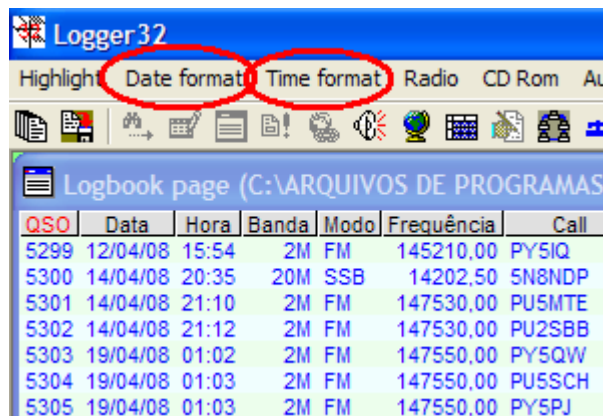 Logger32
Highlight Date format Time format Radio CD Rom Au
Logbook page (C:\ARQUIVOS DE PROGRAMAS
QSO Data Hora Banda Modo Frequência Call
5299 12/04/08 15:54 2M FM 145210,00 PY5IQ
5300 14/04/08 20:35 20M SSB 14202,50 5N8NDP
5301 14/04/08 21:10 2M FM 147530,00 PU5MTE
5302 14/04/08 21:12 2M FM 147530,00 PU2SBB
5303 19/04/08 01:02 2M FM 147550,00 PY5QW
5304 19/04/08 01:03 2M FM 147550,00 PU5SCH
5305 19/04/08 01:03 2M FM 147550,00 PY5PJ